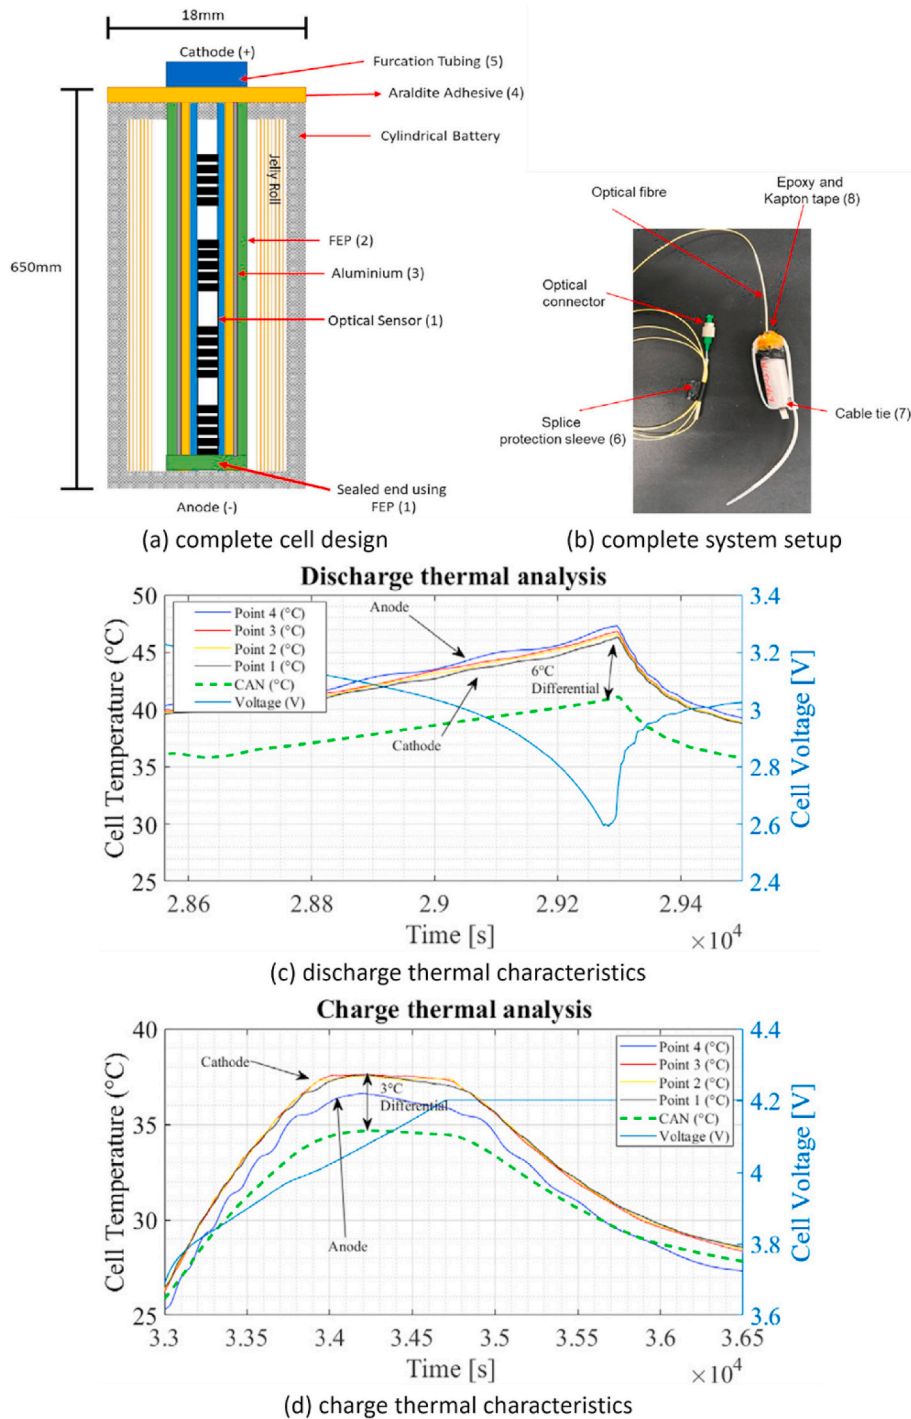 18mm
Cathode (+)
Furcation Tubing (5)
Araldite Adhesive (4)
Cylindrical Battery
Jelly Roll
FEP (2)
Aluminium (3)
Optical Sensor (1)
650mm
Sealed end using
FEP (1)
Anode (-)
(a) complete cell design
Optical fibre
Epoxy and
Kapton tape (8)
Optical
connector
Splice
protection sleeve (6)
Cable tie (7)
(b) complete system setup
Discharge thermal analysis
Cell Temperature (°C)
50
45
40
35
30
25
Point 4 (°C)
Point 3 (°C)
Point 2 (°C)
Point 1 (°C)
CAN (°C)
Voltage (V)
Anode
6°C
Differential
Cathode
3.4
3.2
3
2.8
2.6
2.4
Cell Voltage [V]
2.86 2.88 2.9 2.92 2.94
Time [s]
×10⁴
(c) discharge thermal characteristics
Charge thermal analysis
Cell Temperature (°C)
40
35
30
25
Cathode
3°C
Differential
Anode
Point 4 (°C)
Point 3 (°C)
Point 2 (°C)
Point 1 (°C)
CAN (°C)
Voltage (V)
4.4
4.2
4
3.8
3.6
Cell Voltage [V]
3.3 3.35 3.4 3.45 3.5 3.55 3.6 3.65
Time [s]
×10⁴
(d) charge thermal characteristics